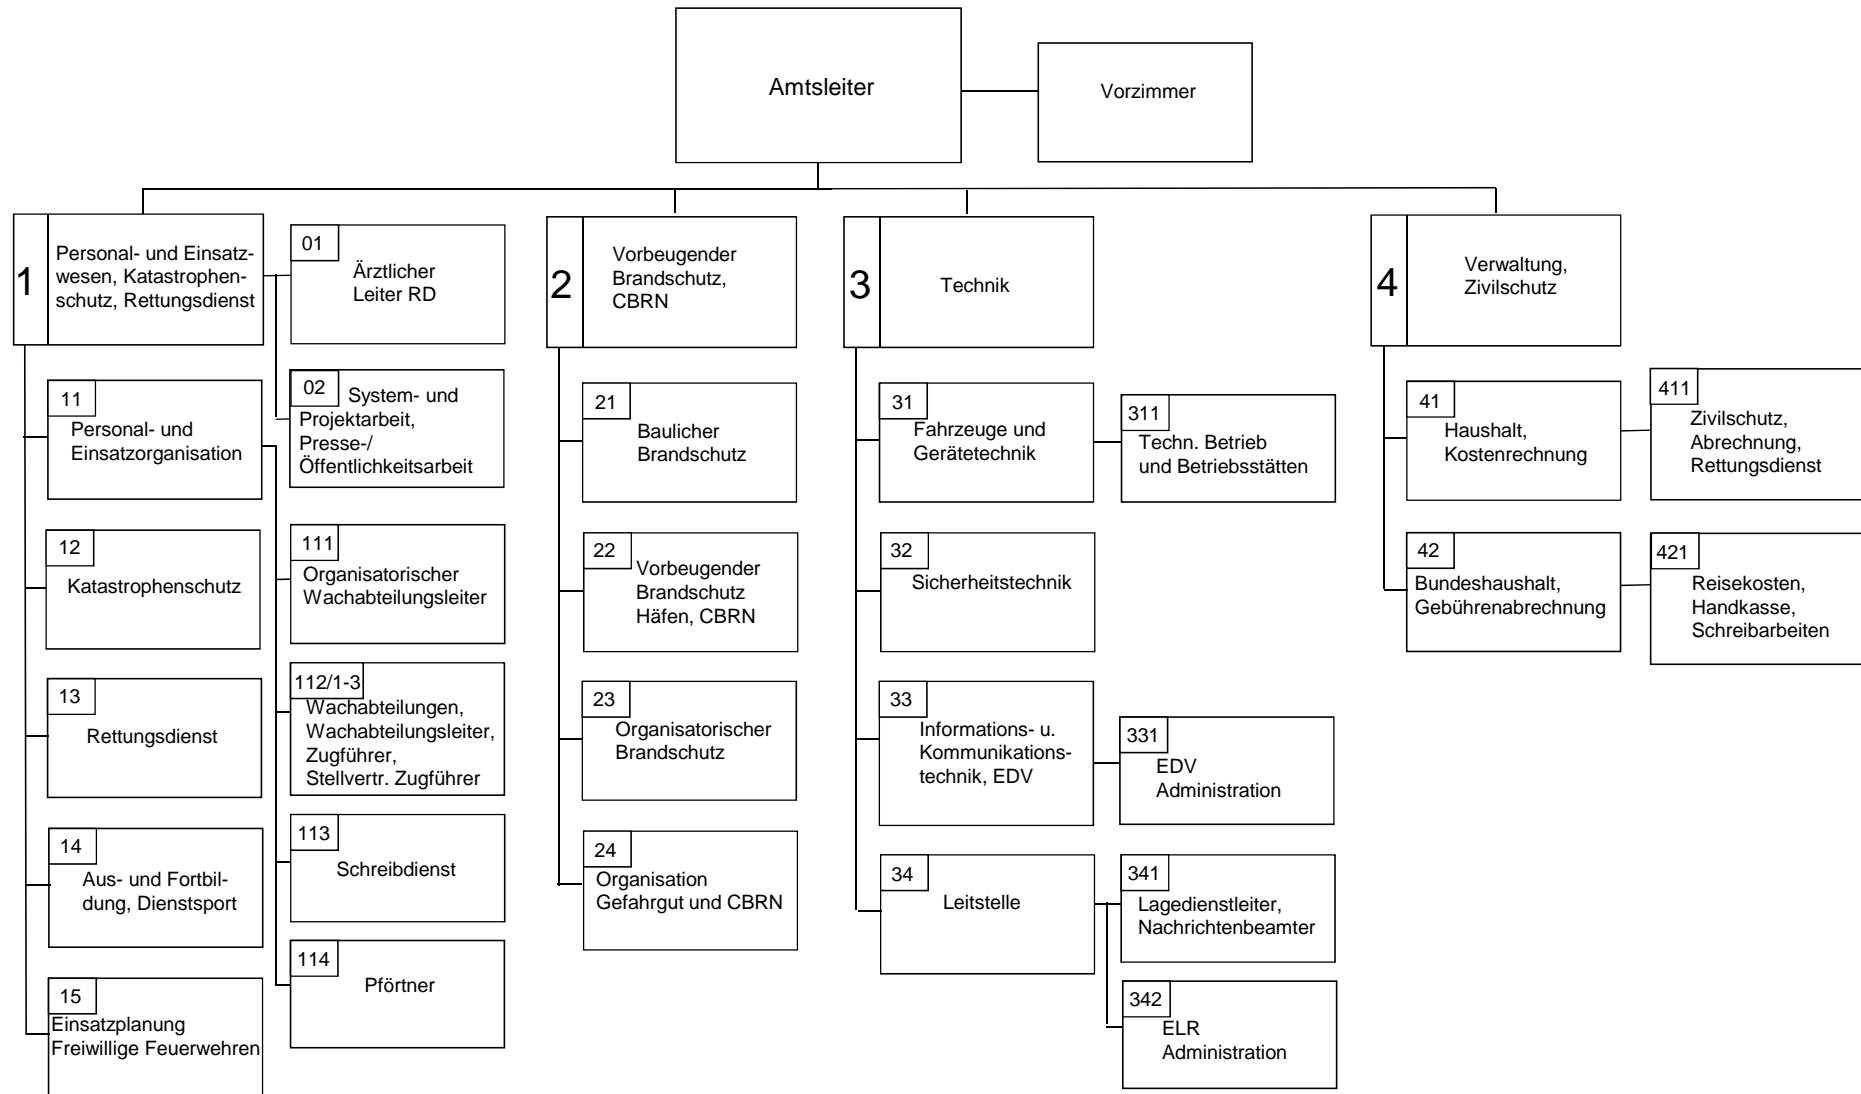 Amtsleiter
Vorzimmer
1
Personal- und Einsatz-
wesen, Katastrophen-
schutz, Rettungsdienst
01
Ärztlicher
Leiter RD
02
System- und
Projektarbeit,
Presse-/
Öffentlichkeitsarbeit
11
Personal- und
Einsatzorganisation
111
Organisatorischer
Wachabteilungsleiter
112/1-3
Wachabteilungen,
Wachabteilungsleiter,
Zugführer,
Stellvertr. Zugführer
113
Schreibdienst
114
Pförtner
12
Katastrophenschutz
13
Rettungsdienst
14
Aus- und Fortbil-
dung, Dienstsport
15
Einsatzplanung
Freiwillige Feuerwehren
2
Vorbeugender
Brandschutz,
CBRN
21
Baulicher
Brandschutz
22
Vorbeugender
Brandschutz
Häfen, CBRN
23
Organisatorischer
Brandschutz
24
Organisation
Gefahrgut und CBRN
3
Technik
31
Fahrzeuge und
Gerätetechnik
311
Techn. Betrieb
und Betriebsstätten
32
Sicherheitstechnik
33
Informations- u.
Kommunikations-
technik, EDV
331
EDV
Administration
34
Leitstelle
341
Lagedienstleiter,
Nachrichtenbeamter
342
ELR
Administration
4
Verwaltung,
Zivilschutz
41
Haushalt,
Kostenrechnung
411
Zivilschutz,
Abrechnung,
Rettungsdienst
42
Bundeshaushalt,
Gebührenabrechnung
421
Reisekosten,
Handkasse,
Schreibarbeiten